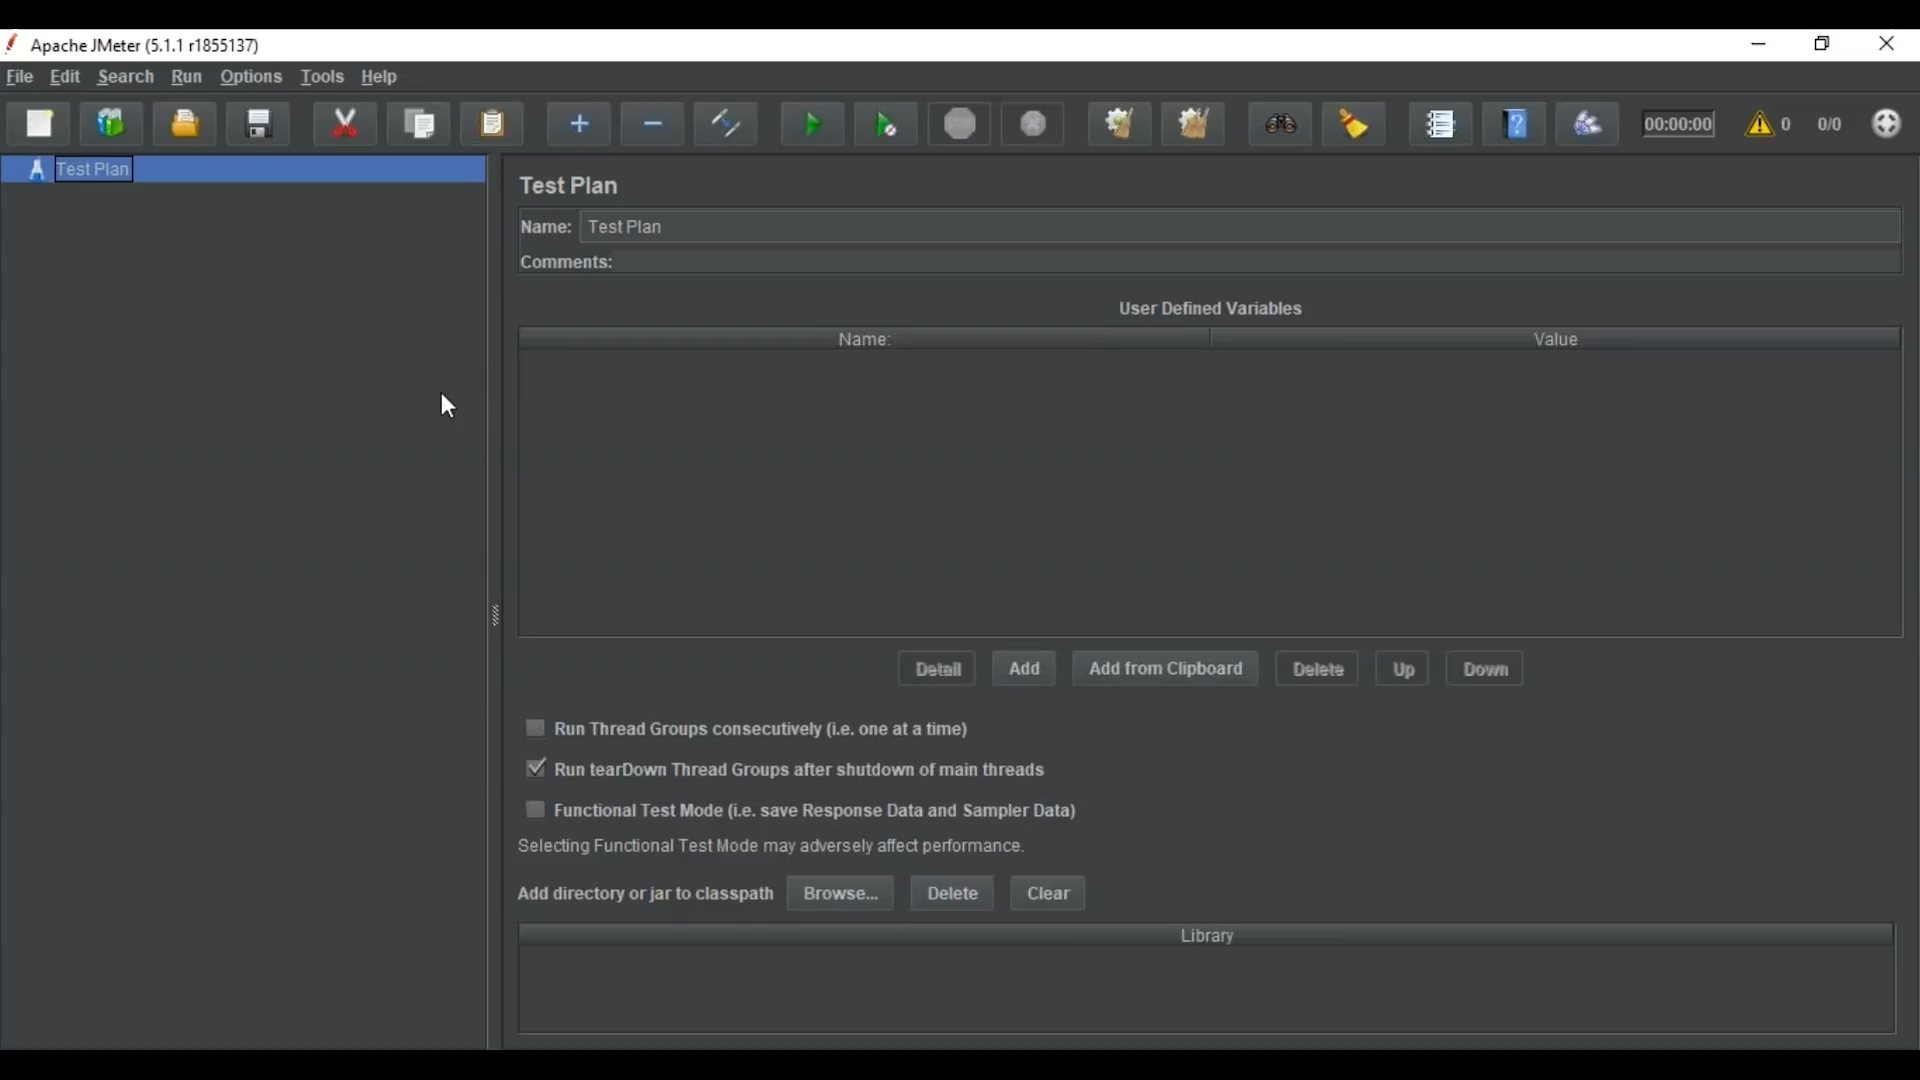 Apache JMeter (5.1.1 r1855137)
File Edit Search Run Options Tools Help
00:00:00 0 0/0
Test Plan
Test Plan
Name: Test Plan
Comments:
User Defined Variables
Name: Value
Detail Add Add from Clipboard Delete Up Down
Run Thread Groups consecutively (i.e. one at a time)
Run tearDown Thread Groups after shutdown of main threads
Functional Test Mode (i.e. save Response Data and Sampler Data)
Selecting Functional Test Mode may adversely affect performance.
Add directory or jar to classpath Browse... Delete Clear
Library